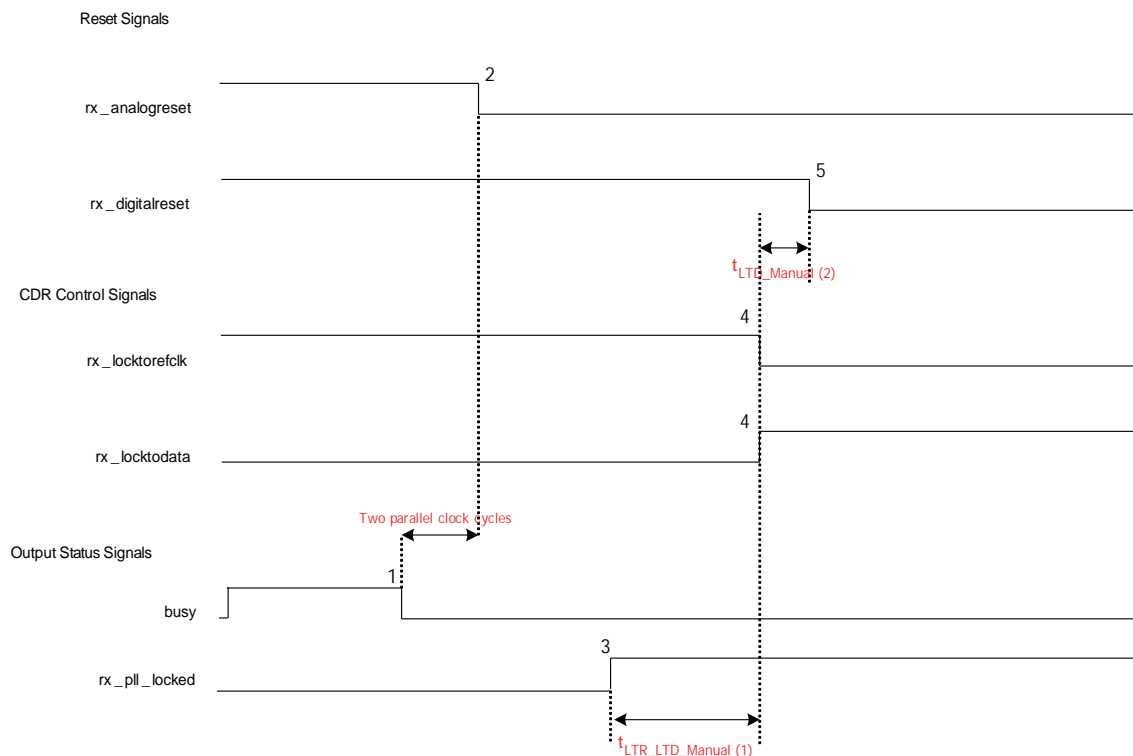 Reset Signals
2
rx_analogreset
5
rx_digitalreset
tLTD_Manual (2)
CDR Control Signals
4
rx_locktorefclk
4
rx_locktodata
Two parallel clock cycles
Output Status Signals
1
busy
3
rx_pll_locked
tLTR_LTD_Manual (1)